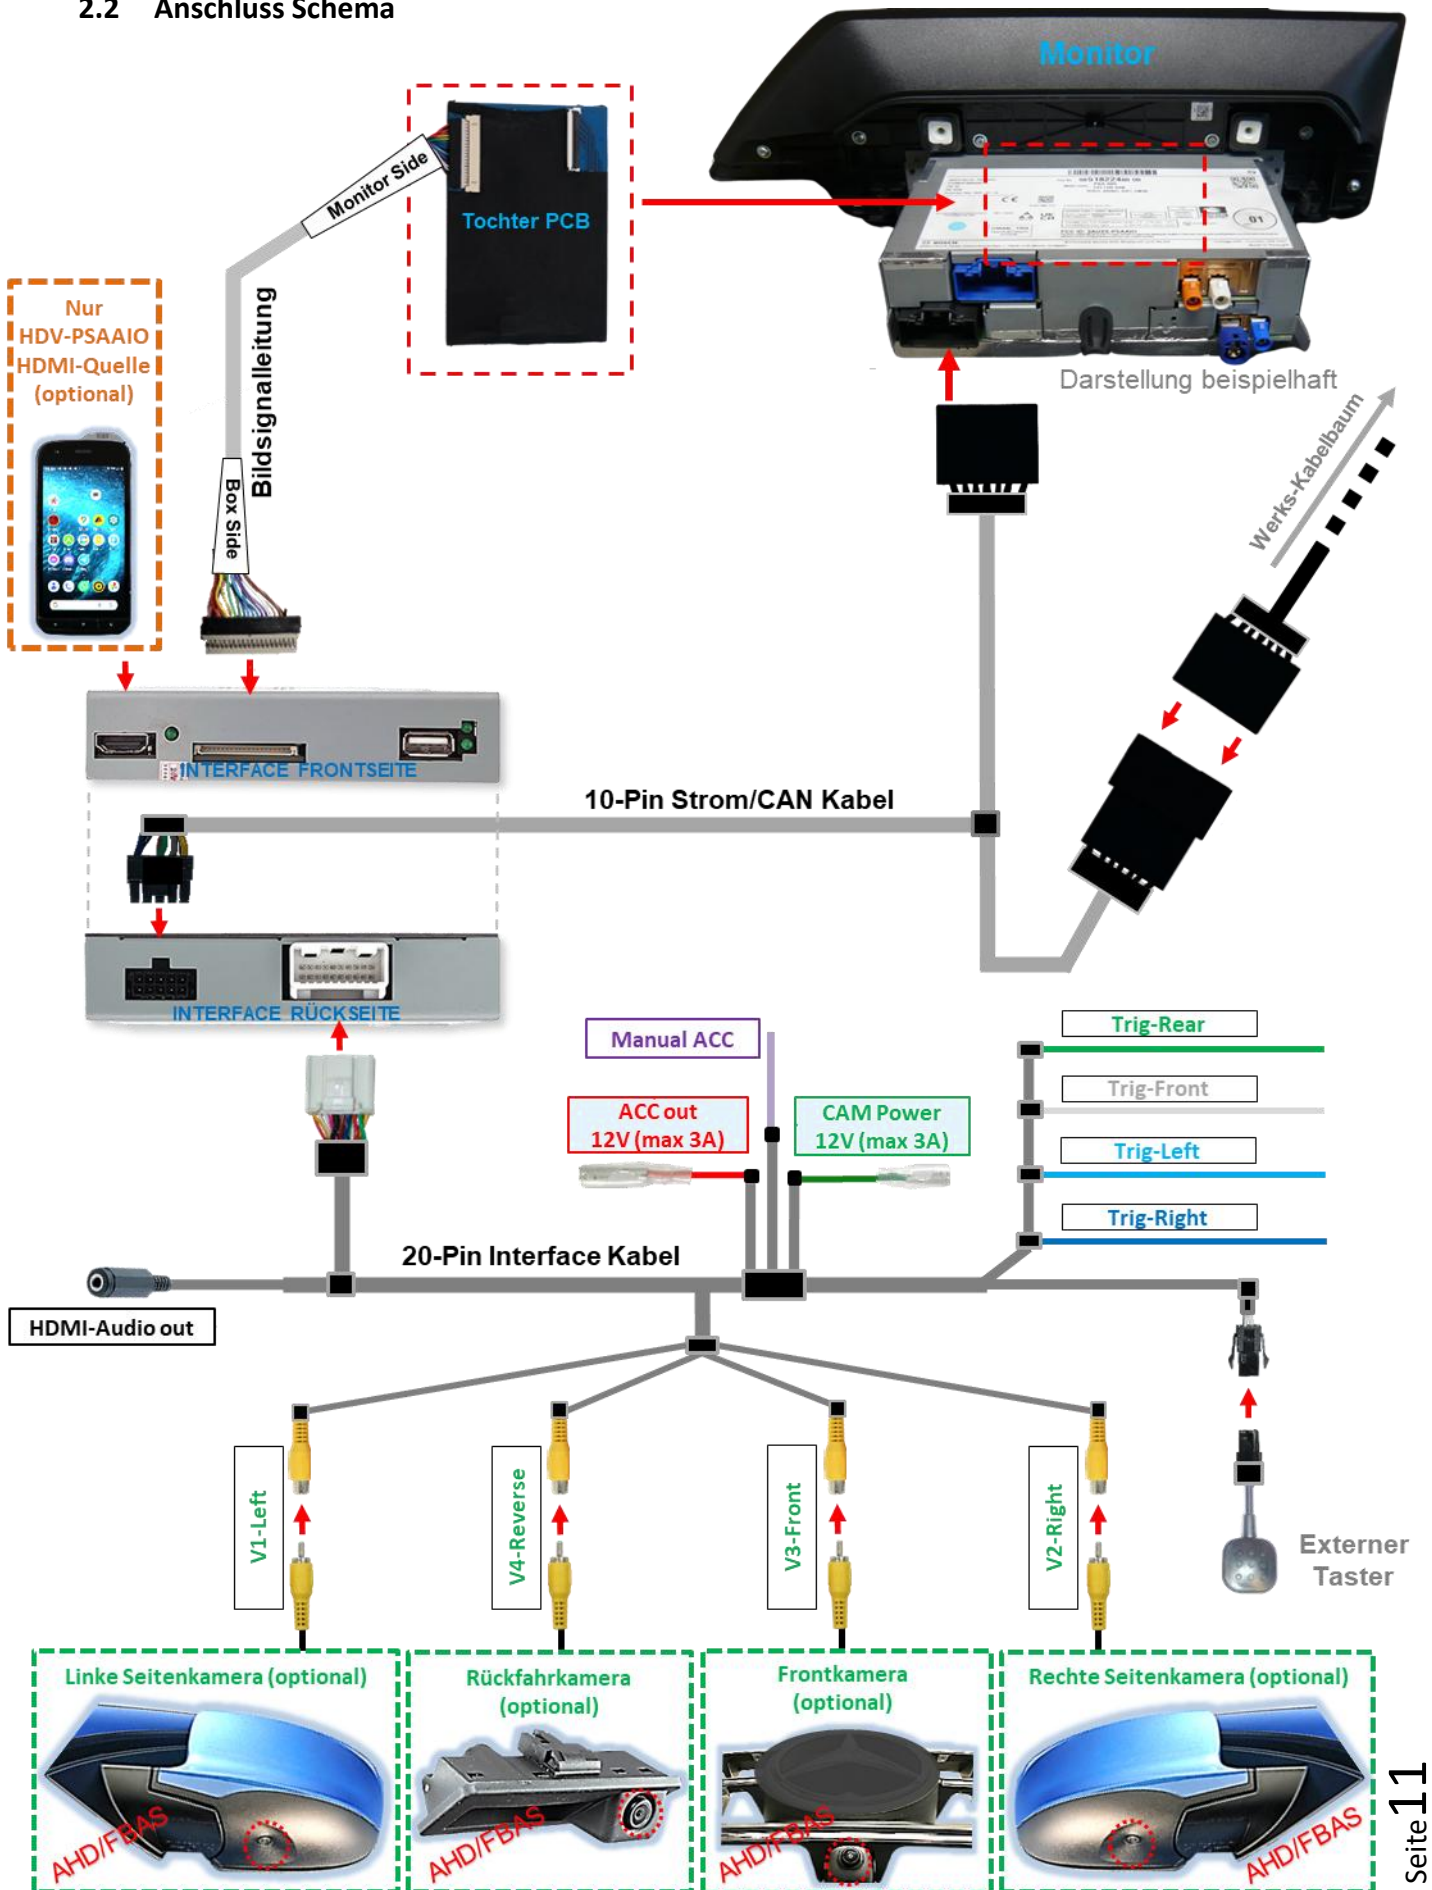 2.2 Anschluss Schema
Monitor
Monitor Side
Tochter PCB
01
Nur
HDV-PSAAIO
HDMI-Quelle
(optional)
Bildsignalleitung
Box Side
Darstellung beispielhaft
Werks-Kabelbaum
INTERFACE FRONTSEITE
10-Pin Strom/CAN Kabel
INTERFACE RÜCKSEITE
Manual ACC
ACC out
12V (max 3A)
CAM Power
12V (max 3A)
Trig-Rear
Trig-Front
Trig-Left
Trig-Right
20-Pin Interface Kabel
HDMI-Audio out
V1-Left
V4-Reverse
V3-Front
V2-Right
Externer
Taster
Linke Seitenkamera (optional)
AHD/FBAS
Rückfahrkamera
(optional)
AHD/FBAS
Frontkamera
(optional)
AHD/FBAS
Rechte Seitenkamera (optional)
AHD/FBAS
Seite 11